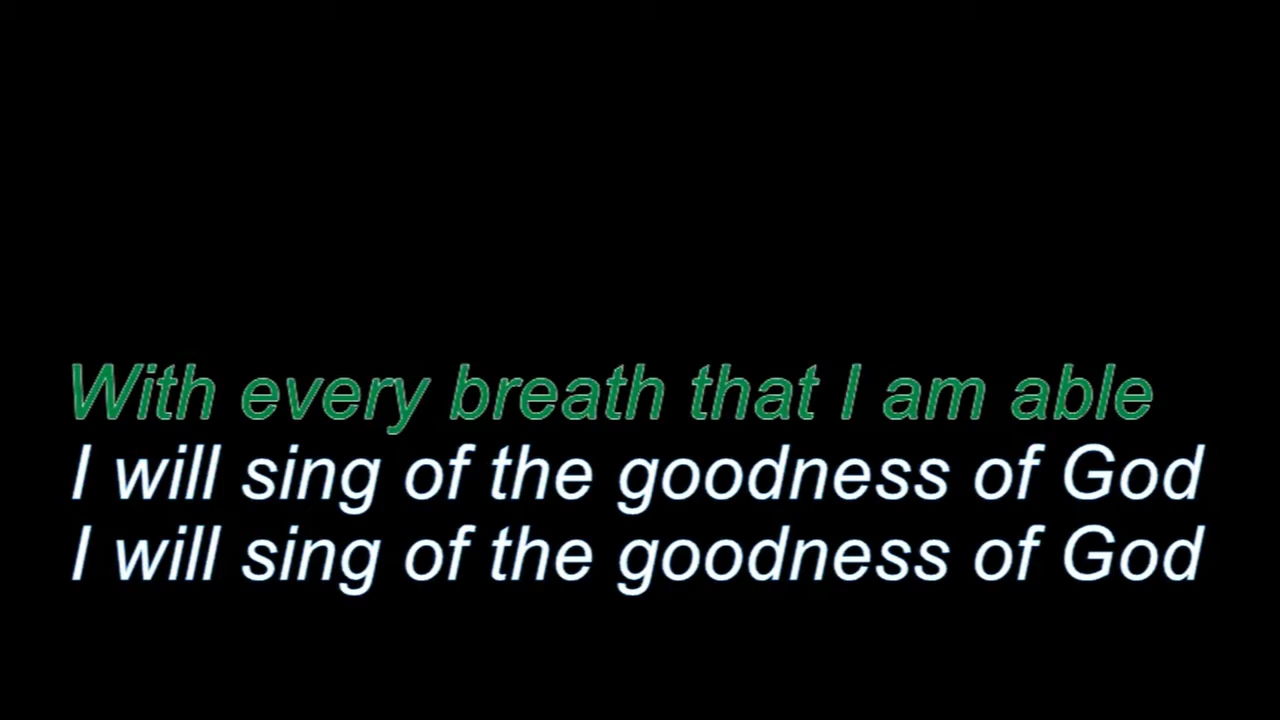 With every breath that I am able
I will sing of the goodness of God
I will sing of the goodness of God